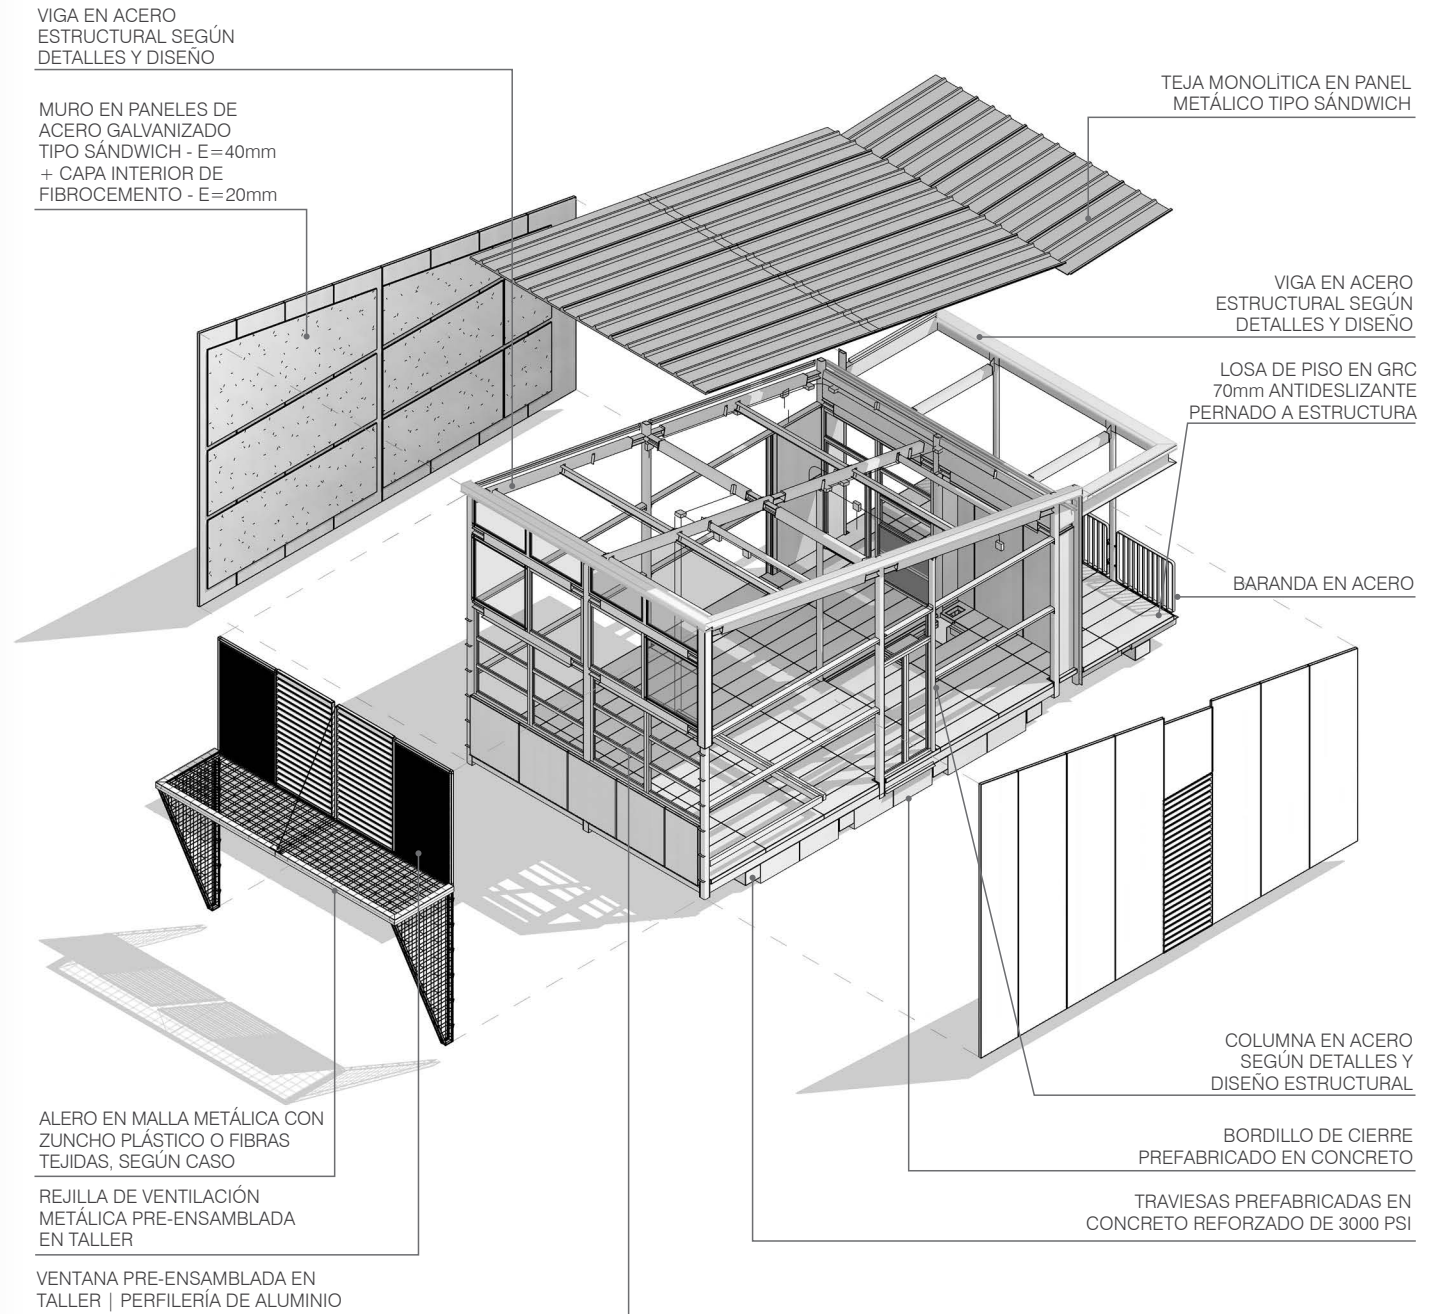 VIGA EN ACERO
ESTRUCTURAL SEGÚN
DETALLES Y DISEÑO
MURO EN PANELES DE
ACERO GALVANIZADO
TIPO SÁNDWICH - E=40mm
+ CAPA INTERIOR DE
FIBROCEMENTO - E=20mm
TEJA MONOLÍTICA EN PANEL
METÁLICO TIPO SÁNDWICH
VIGA EN ACERO
ESTRUCTURAL SEGÚN
DETALLES Y DISEÑO
LOSA DE PISO EN GRC
70mm ANTIDESLIZANTE
PERNADO A ESTRUCTURA
BARANDA EN ACERO
COLUMNA EN ACERO
SEGÚN DETALLES Y
DISEÑO ESTRUCTURAL
BORDILLO DE CIERRE
PREFABRICADO EN CONCRETO
TRAVIESAS PREFABRICADAS EN
CONCRETO REFORZADO DE 3000 PSI
ALERO EN MALLA METÁLICA CON
ZUNCHO PLÁSTICO O FIBRAS
TEJIDAS, SEGÚN CASO
REJILLA DE VENTILACIÓN
METÁLICA PRE-ENSAMBLADA
EN TALLER
VENTANA PRE-ENSAMBLADA EN
TALLER | PERFILERÍA DE ALUMINIO